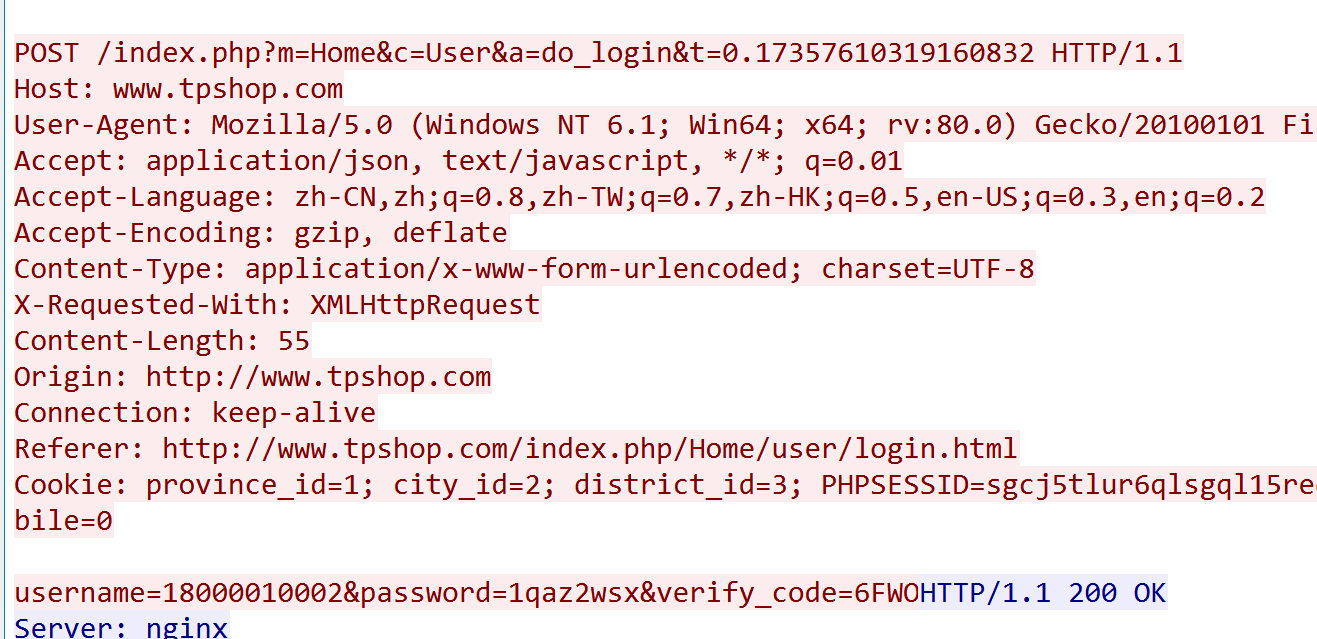 POST /index.php?m=Home&c=User&a=do_login&t=0.17357610319160832 HTTP/1.1
Host: www.tpshop.com
User-Agent: Mozilla/5.0 (Windows NT 6.1; Win64; x64; rv:80.0) Gecko/20100101 Fi
Accept: application/json, text/javascript, */*; q=0.01
Accept-Language: zh-CN,zh;q=0.8,zh-TW;q=0.7,zh-HK;q=0.5,en-US;q=0.3,en;q=0.2
Accept-Encoding: gzip, deflate
Content-Type: application/x-www-form-urlencoded; charset=UTF-8
X-Requested-With: XMLHttpRequest
Content-Length: 55
Origin: http://www.tpshop.com
Connection: keep-alive
Referer: http://www.tpshop.com/index.php/Home/user/login.html
Cookie: province_id=1; city_id=2; district_id=3; PHPSESSID=sgcj5tlur6qlsgql15re
bile=0
username=18000010002&password=1qaz2wsx&verify_code=6FWOHTTP/1.1 200 OK
Server: nginx